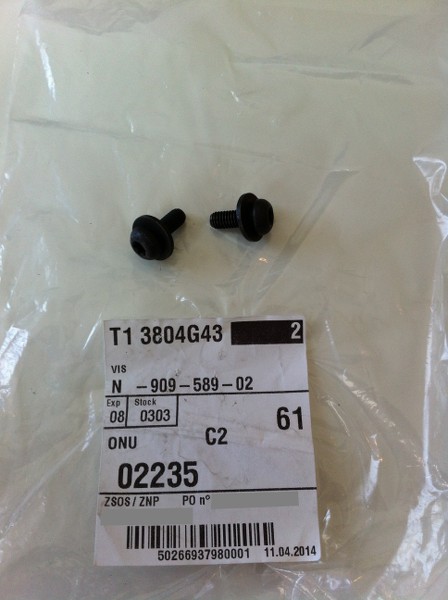 T1 3804G43 2
VIS
N -909-589-02
Exp Stock
08 0303 61
ONU C2
02235
ZSOS / ZNP PO n°
50266937980001 11.04.2014